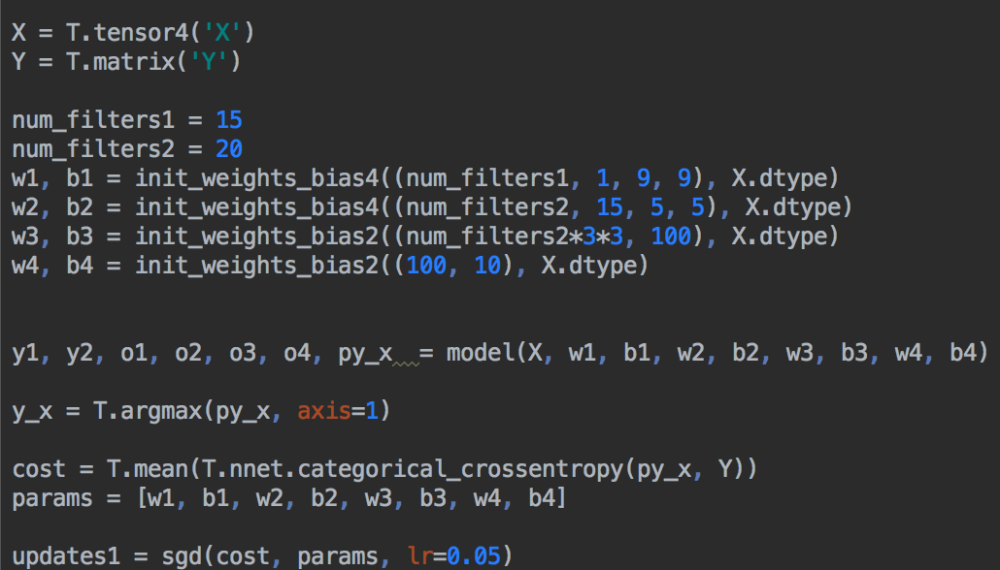 X = T.tensor4('X')
Y = T.matrix('Y')
num_filters1 = 15
num_filters2 = 20
w1, b1 = init_weights_bias4((num_filters1, 1, 9, 9), X.dtype)
w2, b2 = init_weights_bias4((num_filters2, 15, 5, 5), X.dtype)
w3, b3 = init_weights_bias2((num_filters2*3*3, 100), X.dtype)
w4, b4 = init_weights_bias2((100, 10), X.dtype)
y1, y2, o1, o2, o3, o4, py_x  = model(X, w1, b1, w2, b2, w3, b3, w4, b4)
y_x = T.argmax(py_x, axis=1)
cost = T.mean(T.nnet.categorical_crossentropy(py_x, Y))
params = [w1, b1, w2, b2, w3, b3, w4, b4]
updates1 = sgd(cost, params, lr=0.05)